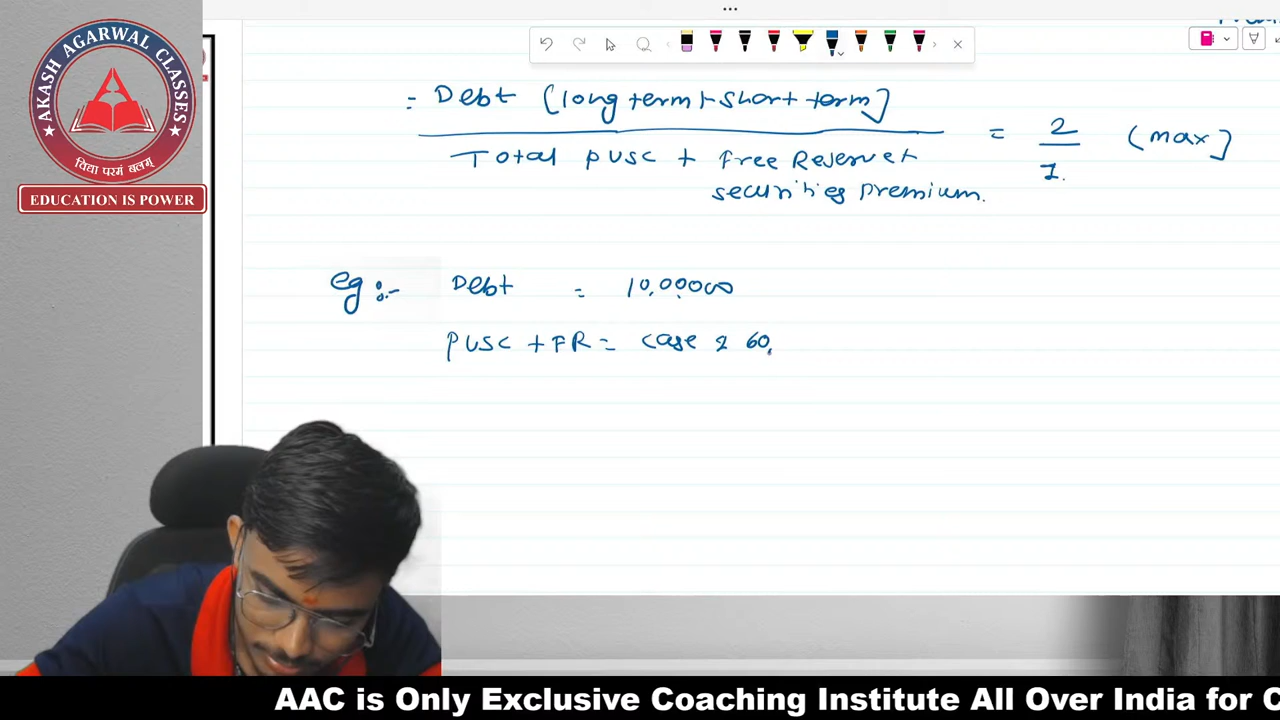 AKASH AGARWAL CLASSES
विद्या परमं बलम्
EDUCATION IS POWER
= Debt (long term + short term)
Total PUSC + Free Reserve +
securities premium.
= 2
1.
(max)
eg :- Debt = 10,00,000
PUSC + FR = case 1 60,
AAC is Only Exclusive Coaching Institute All Over India for C